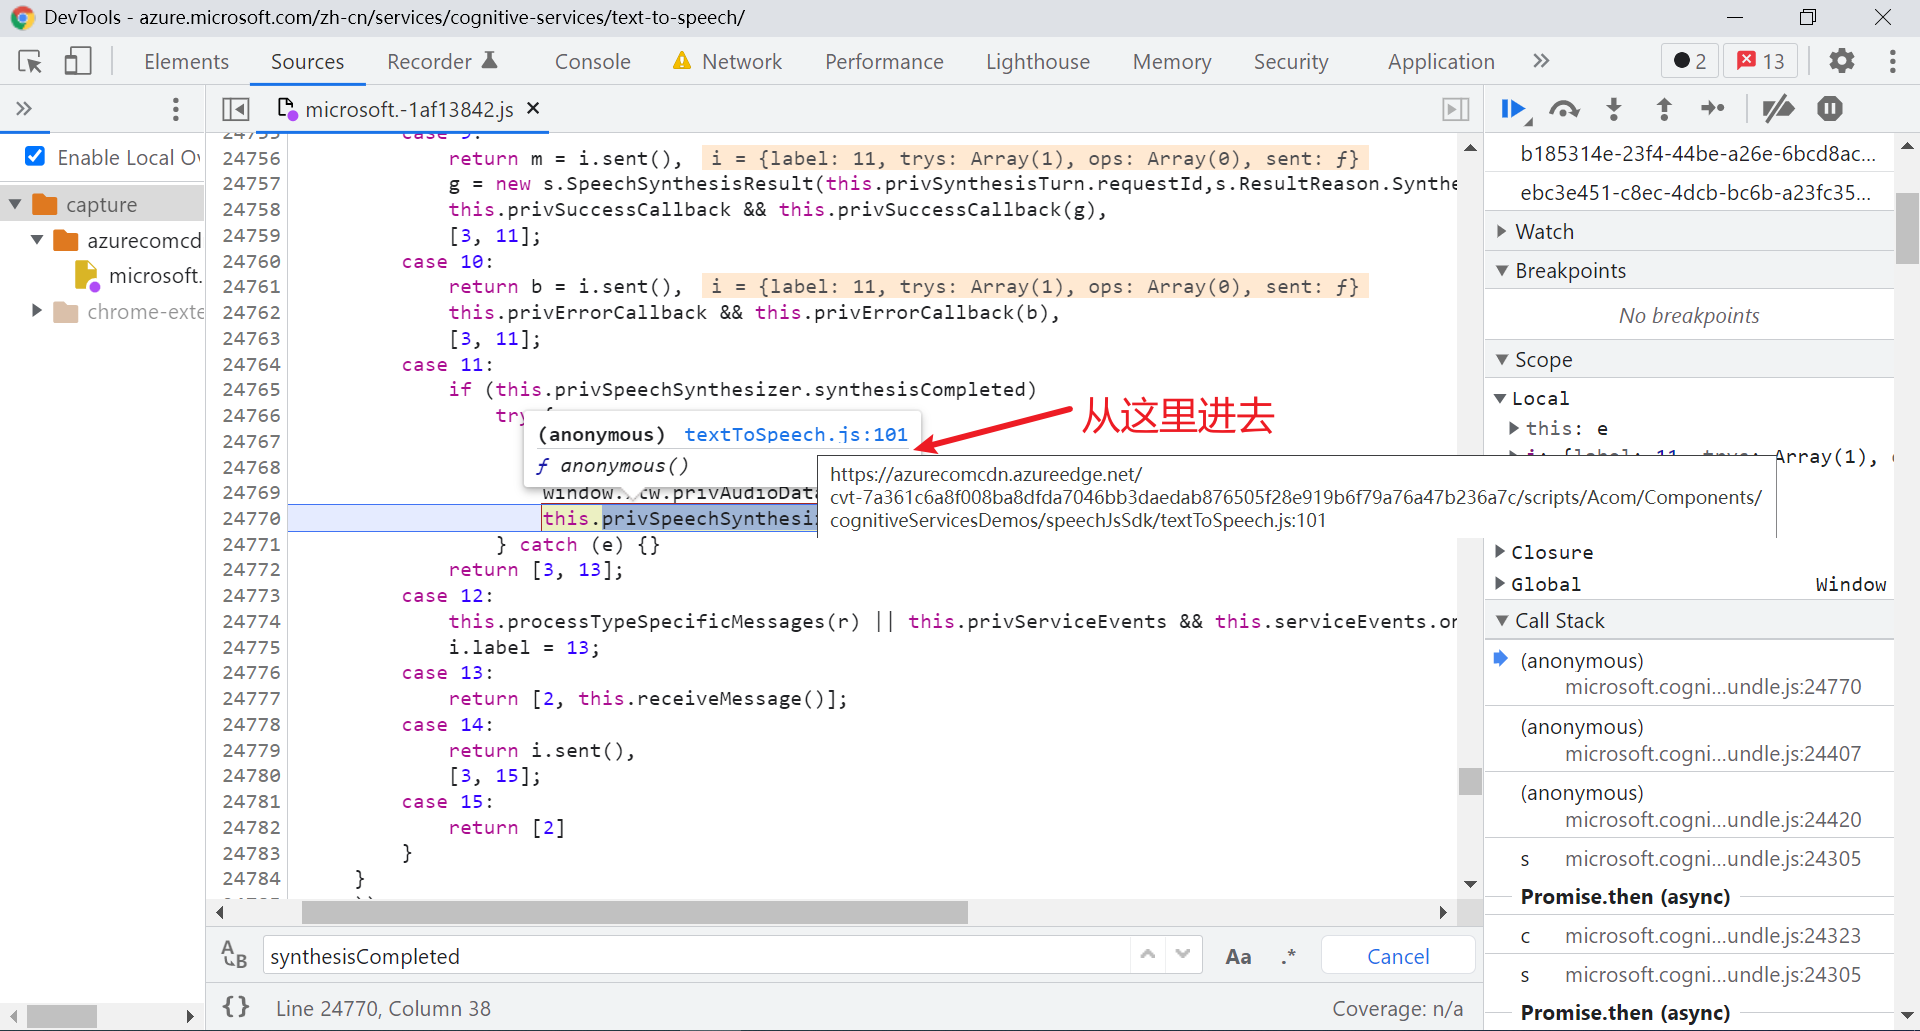 DevTools - azure.microsoft.com/zh-cn/services/cognitive-services/text-to-speech/
Elements Sources Recorder Console Network Performance Lighthouse Memory Security Application 2 13
microsoft.-1af13842.js
Enable Local Ov
capture
azurecomcd
microsoft.
chrome-exte
24755 case 9:
24756 return m = i.sent(), i = {label: 11, trys: Array(1), ops: Array(0), sent: ƒ}
24757 g = new s.SpeechSynthesisResult(this.privSynthesisTurn.requestId,s.ResultReason.Synthe
24758 this.privSuccessCallback && this.privSuccessCallback(g),
24759 [3, 11];
24760 case 10:
24761 return b = i.sent(), i = {label: 11, trys: Array(1), ops: Array(0), sent: ƒ}
24762 this.privErrorCallback && this.privErrorCallback(b),
24763 [3, 11];
24764 case 11:
24765 if (this.privSpeechSynthesizer.synthesisCompleted)
24766 try {
24767
24768
24769 window. tw.privAudioData
24770 this.privSpeechSynthesiz
24771 } catch (e) {}
24772 return [3, 13];
24773 case 12:
24774 this.processTypeSpecificMessages(r) || this.privServiceEvents && this.serviceEvents.on
24775 i.label = 13;
24776 case 13:
24777 return [2, this.receiveMessage()];
24778 case 14:
24779 return i.sent(),
24780 [3, 15];
24781 case 15:
24782 return [2]
24783 }
24784 }
(anonymous) textToSpeech.js:101
ƒ anonymous()
从这里进去
https://azurecomcdn.azureedge.net/
cvt-7a361c6a8f008ba8dfda7046bb3daedab876505f28e919b6f79a76a47b236a7c/scripts/Acom/Components/
cognitiveServicesDemos/speechJsSdk/textToSpeech.js:101
synthesisCompleted Aa .* Cancel
{} Line 24770, Column 38 Coverage: n/a
b185314e-23f4-44be-a26e-6bcd8ac...
ebc3e451-c8ec-4dcb-bc6b-a23fc35...
Watch
Breakpoints
No breakpoints
Scope
Local
this: e
i: {label: 11, trys: Array(1),
Closure
Global Window
Call Stack
(anonymous)
microsoft.cogni...undle.js:24770
(anonymous)
microsoft.cogni...undle.js:24407
(anonymous)
microsoft.cogni...undle.js:24420
s microsoft.cogni...undle.js:24305
Promise.then (async)
c microsoft.cogni...undle.js:24323
s microsoft.cogni...undle.js:24305
Promise.then (async)